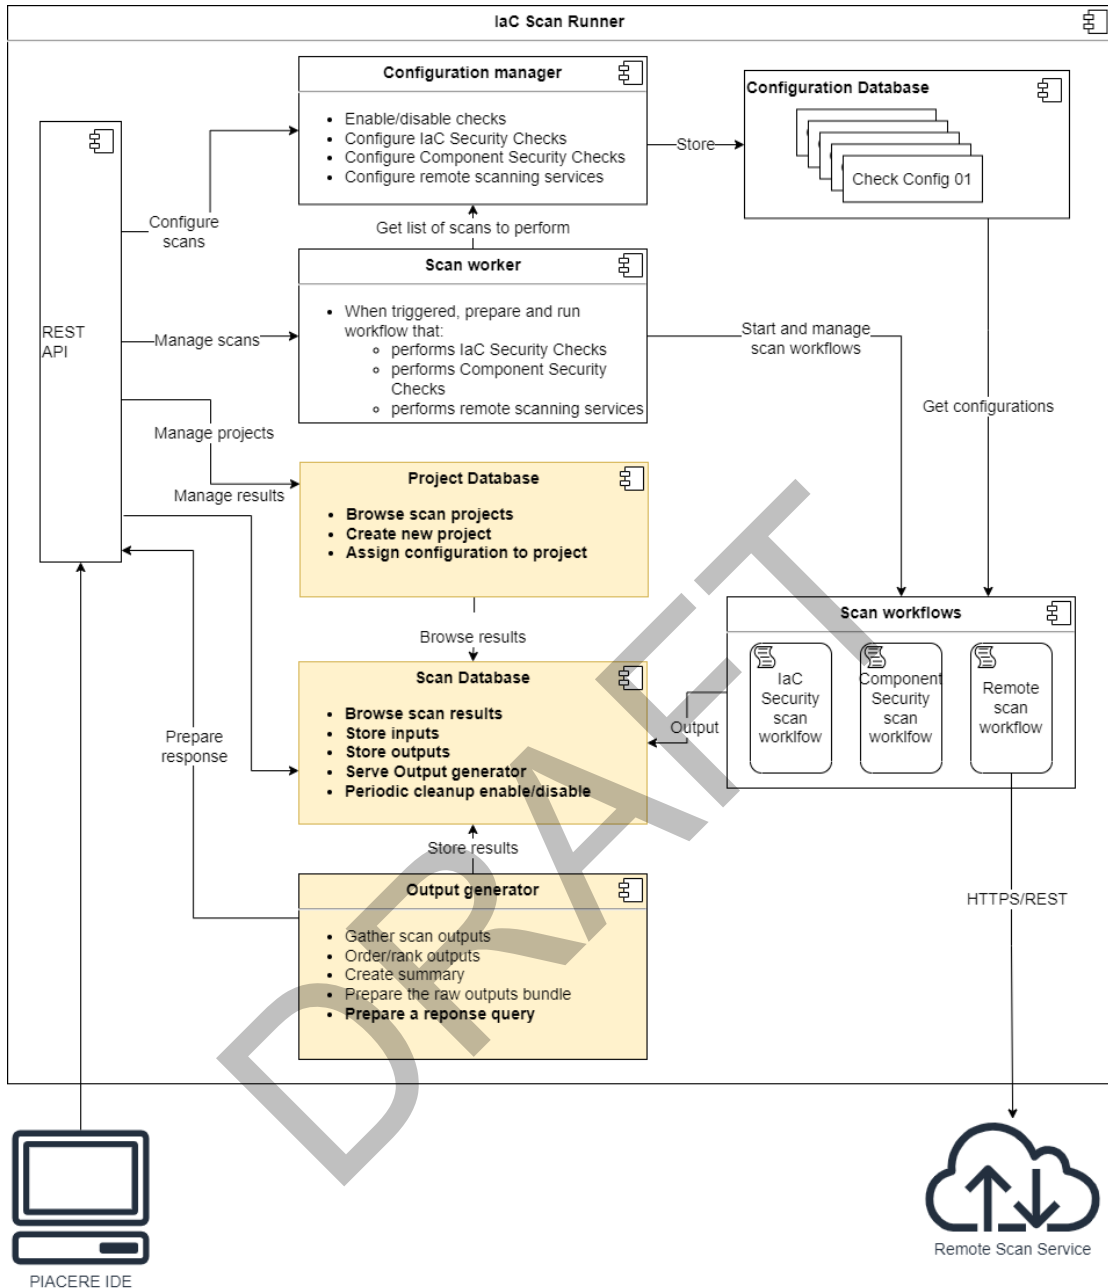 IaC Scan Runner
Configuration manager
Enable/disable checks
Configure IaC Security Checks
Configure Component Security Checks
Configure remote scanning services
Store
Configuration Database
Check Config 01
Configure
scans
Get list of scans to perform
Scan worker
When triggered, prepare and run
workflow that:
performs IaC Security Checks
performs Component Security
Checks
performs remote scanning services
REST
API
Manage scans
Start and manage
scan workflows
Get configurations
Manage projects
Manage results
Project Database
Browse scan projects
Create new project
Assign configuration to project
Browse results
Scan Database
Browse scan results
Store inputs
Store outputs
Serve Output generator
Periodic cleanup enable/disable
Scan workflows
IaC
Security
scan
worklfow
Component
Security
scan
worklfow
Remote
scan
workflow
Output
Prepare
response
Store results
Output generator
Gather scan outputs
Order/rank outputs
Create summary
Prepare the raw outputs bundle
Prepare a reponse query
HTTPS/REST
DRAFT
PIACERE IDE
Remote Scan Service